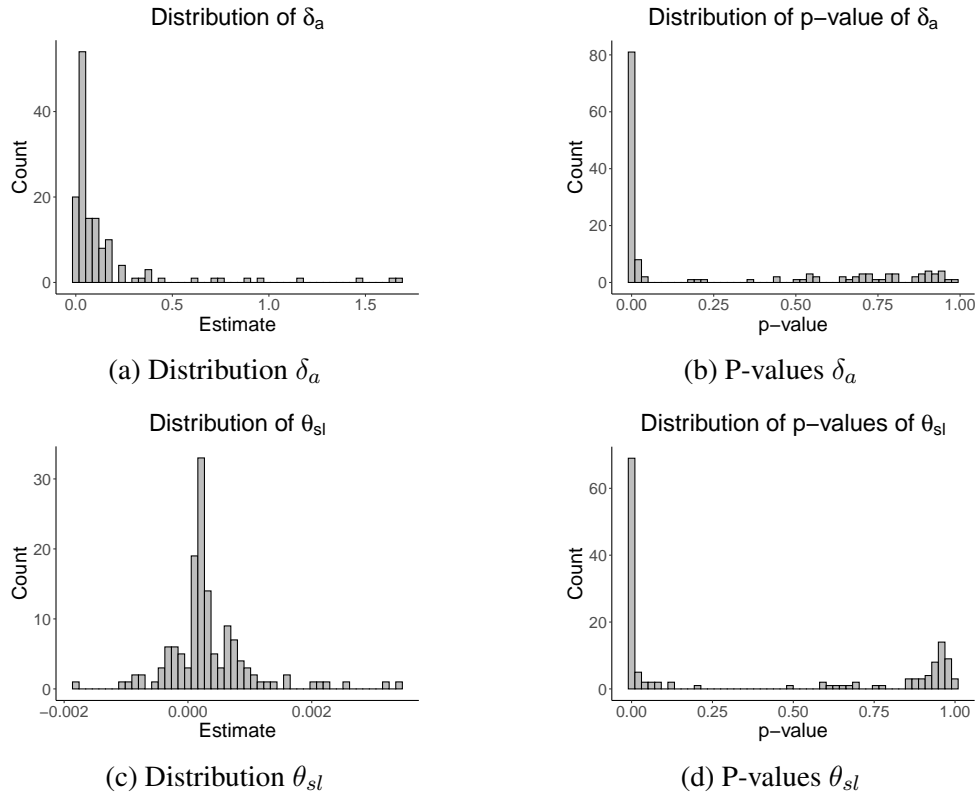 Distribution of δa
Distribution of p−value of δa
Count
40
20
0
0.0
0.5
1.0
1.5
Estimate
Count
80
60
40
20
0
0.00
0.25
0.50
0.75
1.00
p−value
(a) Distribution δa
(b) P-values δa
Distribution of θsl
Distribution of p−values of θsl
Count
30
20
10
0
−0.002
0.000
0.002
Estimate
Count
60
40
20
0
0.00
0.25
0.50
0.75
1.00
p−value
(c) Distribution θsl
(d) P-values θsl